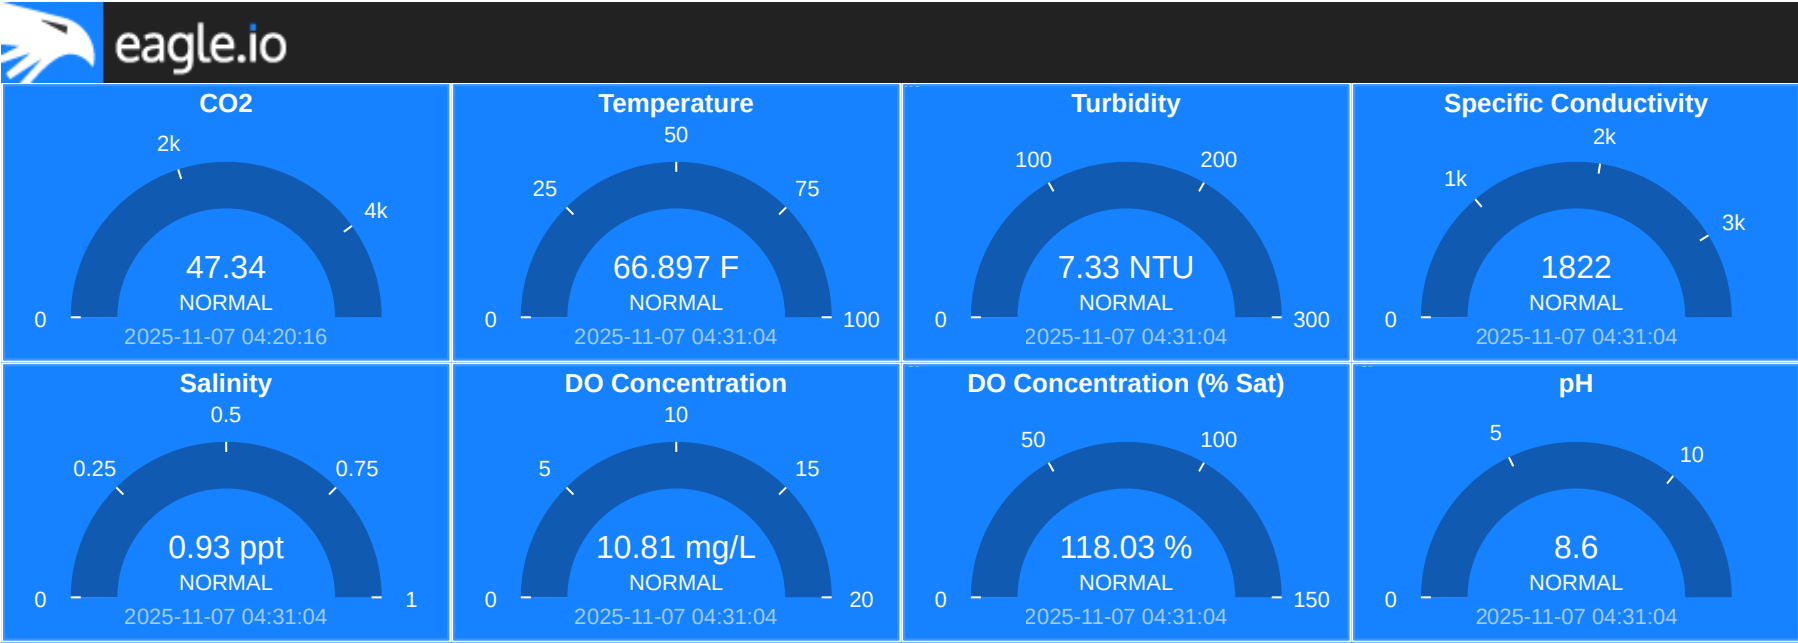 eagle.io
CO2
2k
4k
47.34
NORMAL
0
2025-11-07 04:20:16
Temperature
50
25
75
66.897 F
NORMAL
0
100
2025-11-07 04:31:04
Turbidity
100
200
7.33 NTU
NORMAL
0
300
2025-11-07 04:31:04
Specific Conductivity
2k
1k
3k
1822
NORMAL
0
2025-11-07 04:31:04
Salinity
0.5
0.25
0.75
0.93 ppt
NORMAL
0
1
2025-11-07 04:31:04
DO Concentration
10
5
15
10.81 mg/L
NORMAL
0
20
2025-11-07 04:31:04
DO Concentration (% Sat)
50
100
118.03 %
NORMAL
0
150
2025-11-07 04:31:04
pH
5
10
8.6
NORMAL
0
2025-11-07 04:31:04